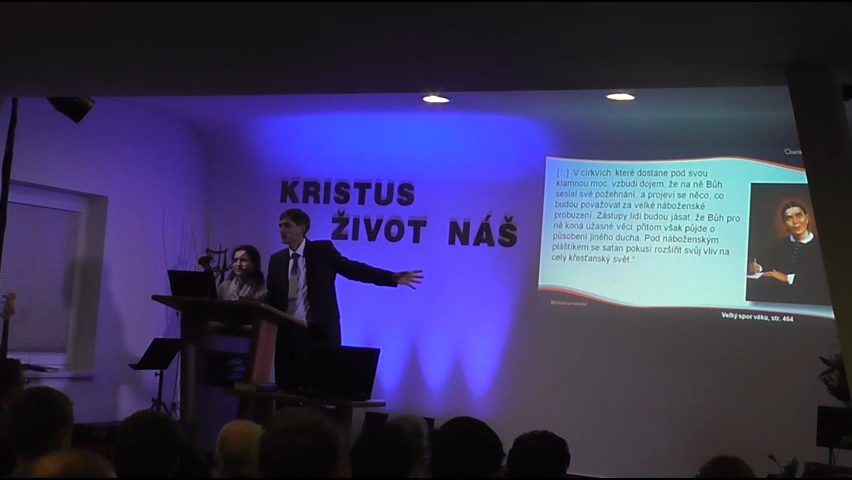 KRISTUS
ŽIVOT NÁŠ
[...] V církvích, které dostane pod svou
klamnou moc, vzbudí dojem, že na ně Bůh
seslal své požehnání, a projeví se něco, co
budou považovat za velké náboženské
probuzení. Zástupy lidí budou jásat, že Bůh pro
ně koná úžasné věci, přitom však půjde o
působení jiného ducha. Pod náboženským
pláštíkem se satan pokusí rozšířit svůj vliv na
celý křesťanský svět."
Velký spor věků, str. 464